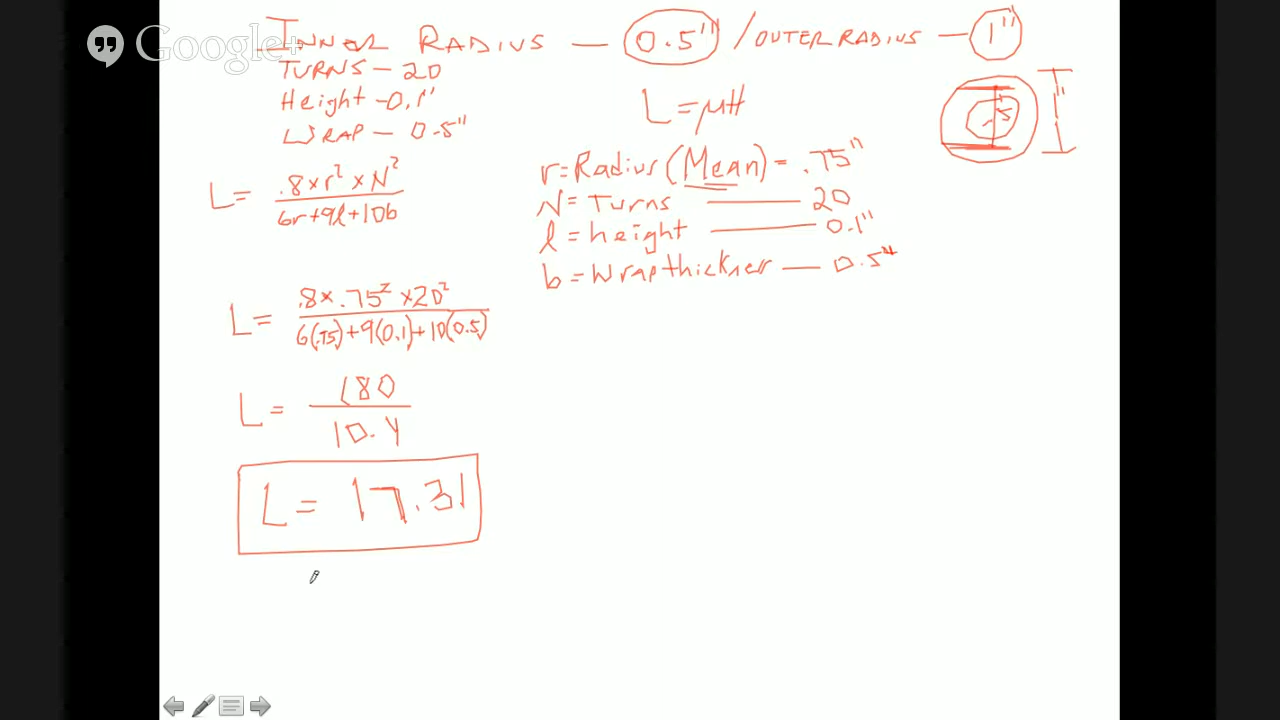 Google+
INNER RADIUS – 0.5" / OUTER RADIUS – 1"
TURNS – 20
Height – 0.1"
WRAP – 0.5"
L = μH
.5"
1"
r = Radius (Mean) = .75"
N = Turns — 20
l = height — 0.1"
b = Wrap thickness — 0.5"
L = .8 × r² × N² / 6r + 9l + 10b
L = .8 × .75² × 20² / 6(.75) + 9(0.1) + 10(0.5)
L = 180 / 10.4
L = 17.31